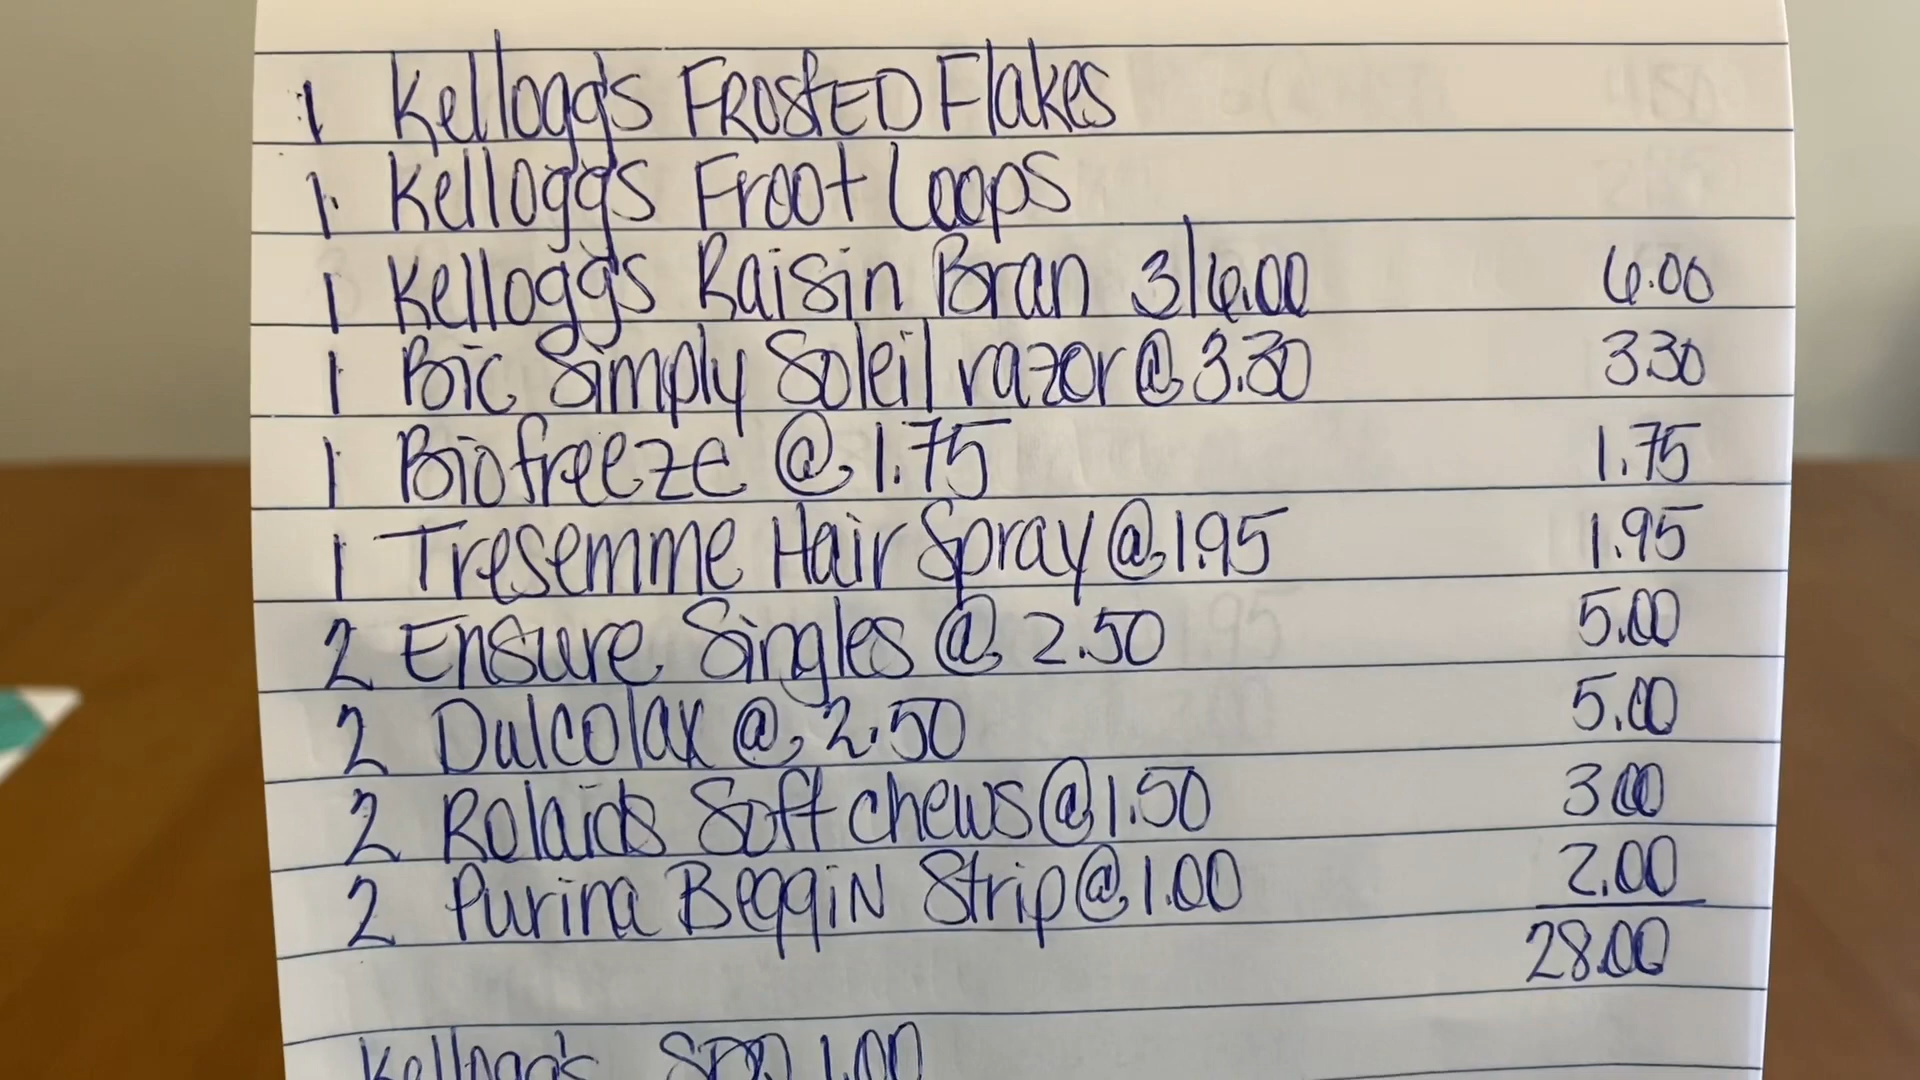 1 Kellogg's FROSTED Flakes
1 Kellogg's Froot Loops
1 Kellogg's Raisin Bran 3/6.00 6.00
1 Bic Simply Soleil razor @ 3.30 3.30
1 Biofreeze @ 1.75 1.75
1 Tresemme Hair Spray @ 1.95 1.95
2 Ensure Singles @ 2.50 5.00
2 Dulcolax @ 2.50 5.00
2 Rolaids Soft chews @ 1.50 3.00
2 Purina Beggin Strip @ 1.00 2.00
28.00
Kellogg's 1.00